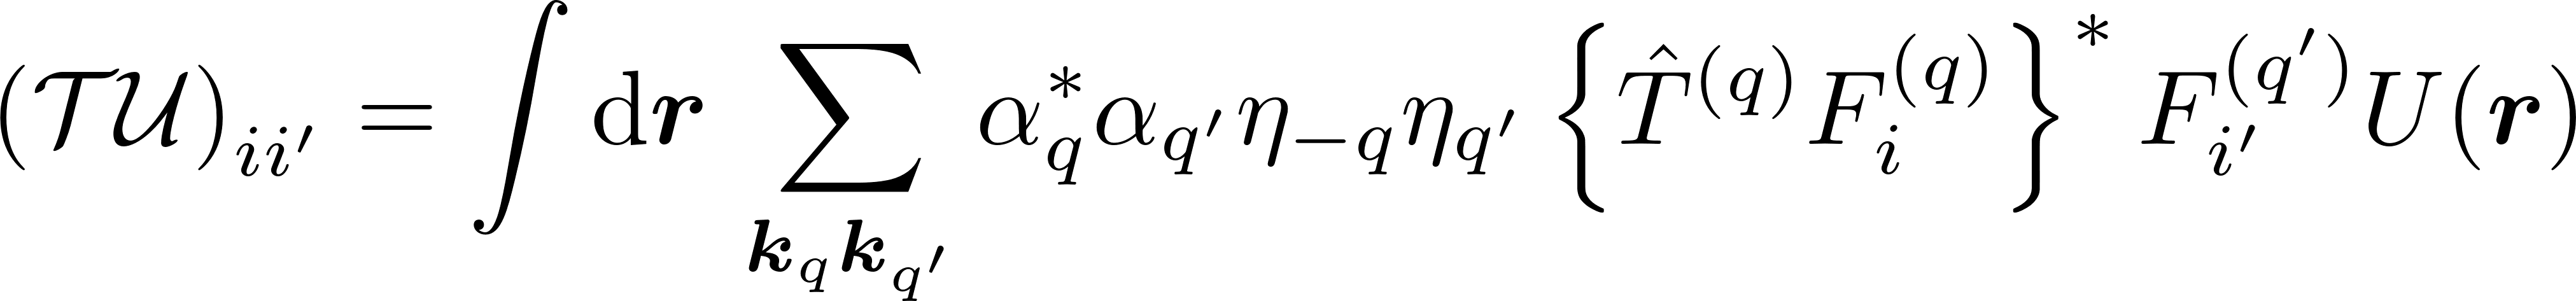 $(\mathcal{TU})_{ii'} = \int \mathrm{d}\boldsymbol{r} \sum_{\boldsymbol{k}_q \boldsymbol{k}_{q'}} \alpha_q^* \alpha_{q'} \eta_{-q} \eta_{q'} \left\{ \hat{T}^{(q)} F_i^{(q)} \right\}^* F_{i'}^{(q')} U(\boldsymbol{r})$